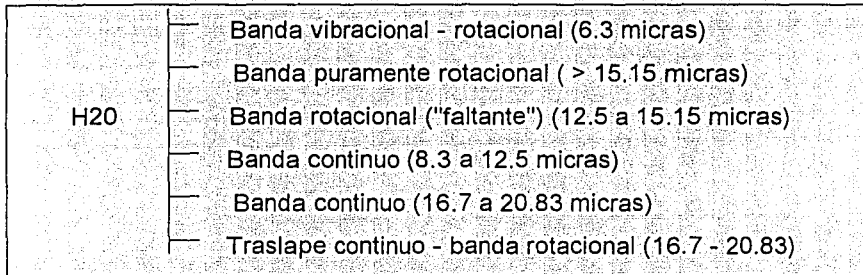 Banda vibracional - rotacional (6.3 micras)
Banda puramente rotacional ( > 15.15 micras)
H20 Banda rotacional ("faltante") (12.5 a 15.15 micras)
Banda continuo (8.3 a 12.5 micras)
Banda continuo (16.7 a 20.83 micras)
Traslape continuo - banda rotacional (16.7 - 20.83)